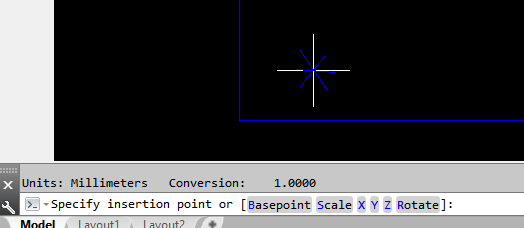 Units: Millimeters   Conversion:    1.0000
Specify insertion point or [Basepoint Scale X Y Z Rotate]:
Model Layout1 Layout2 +